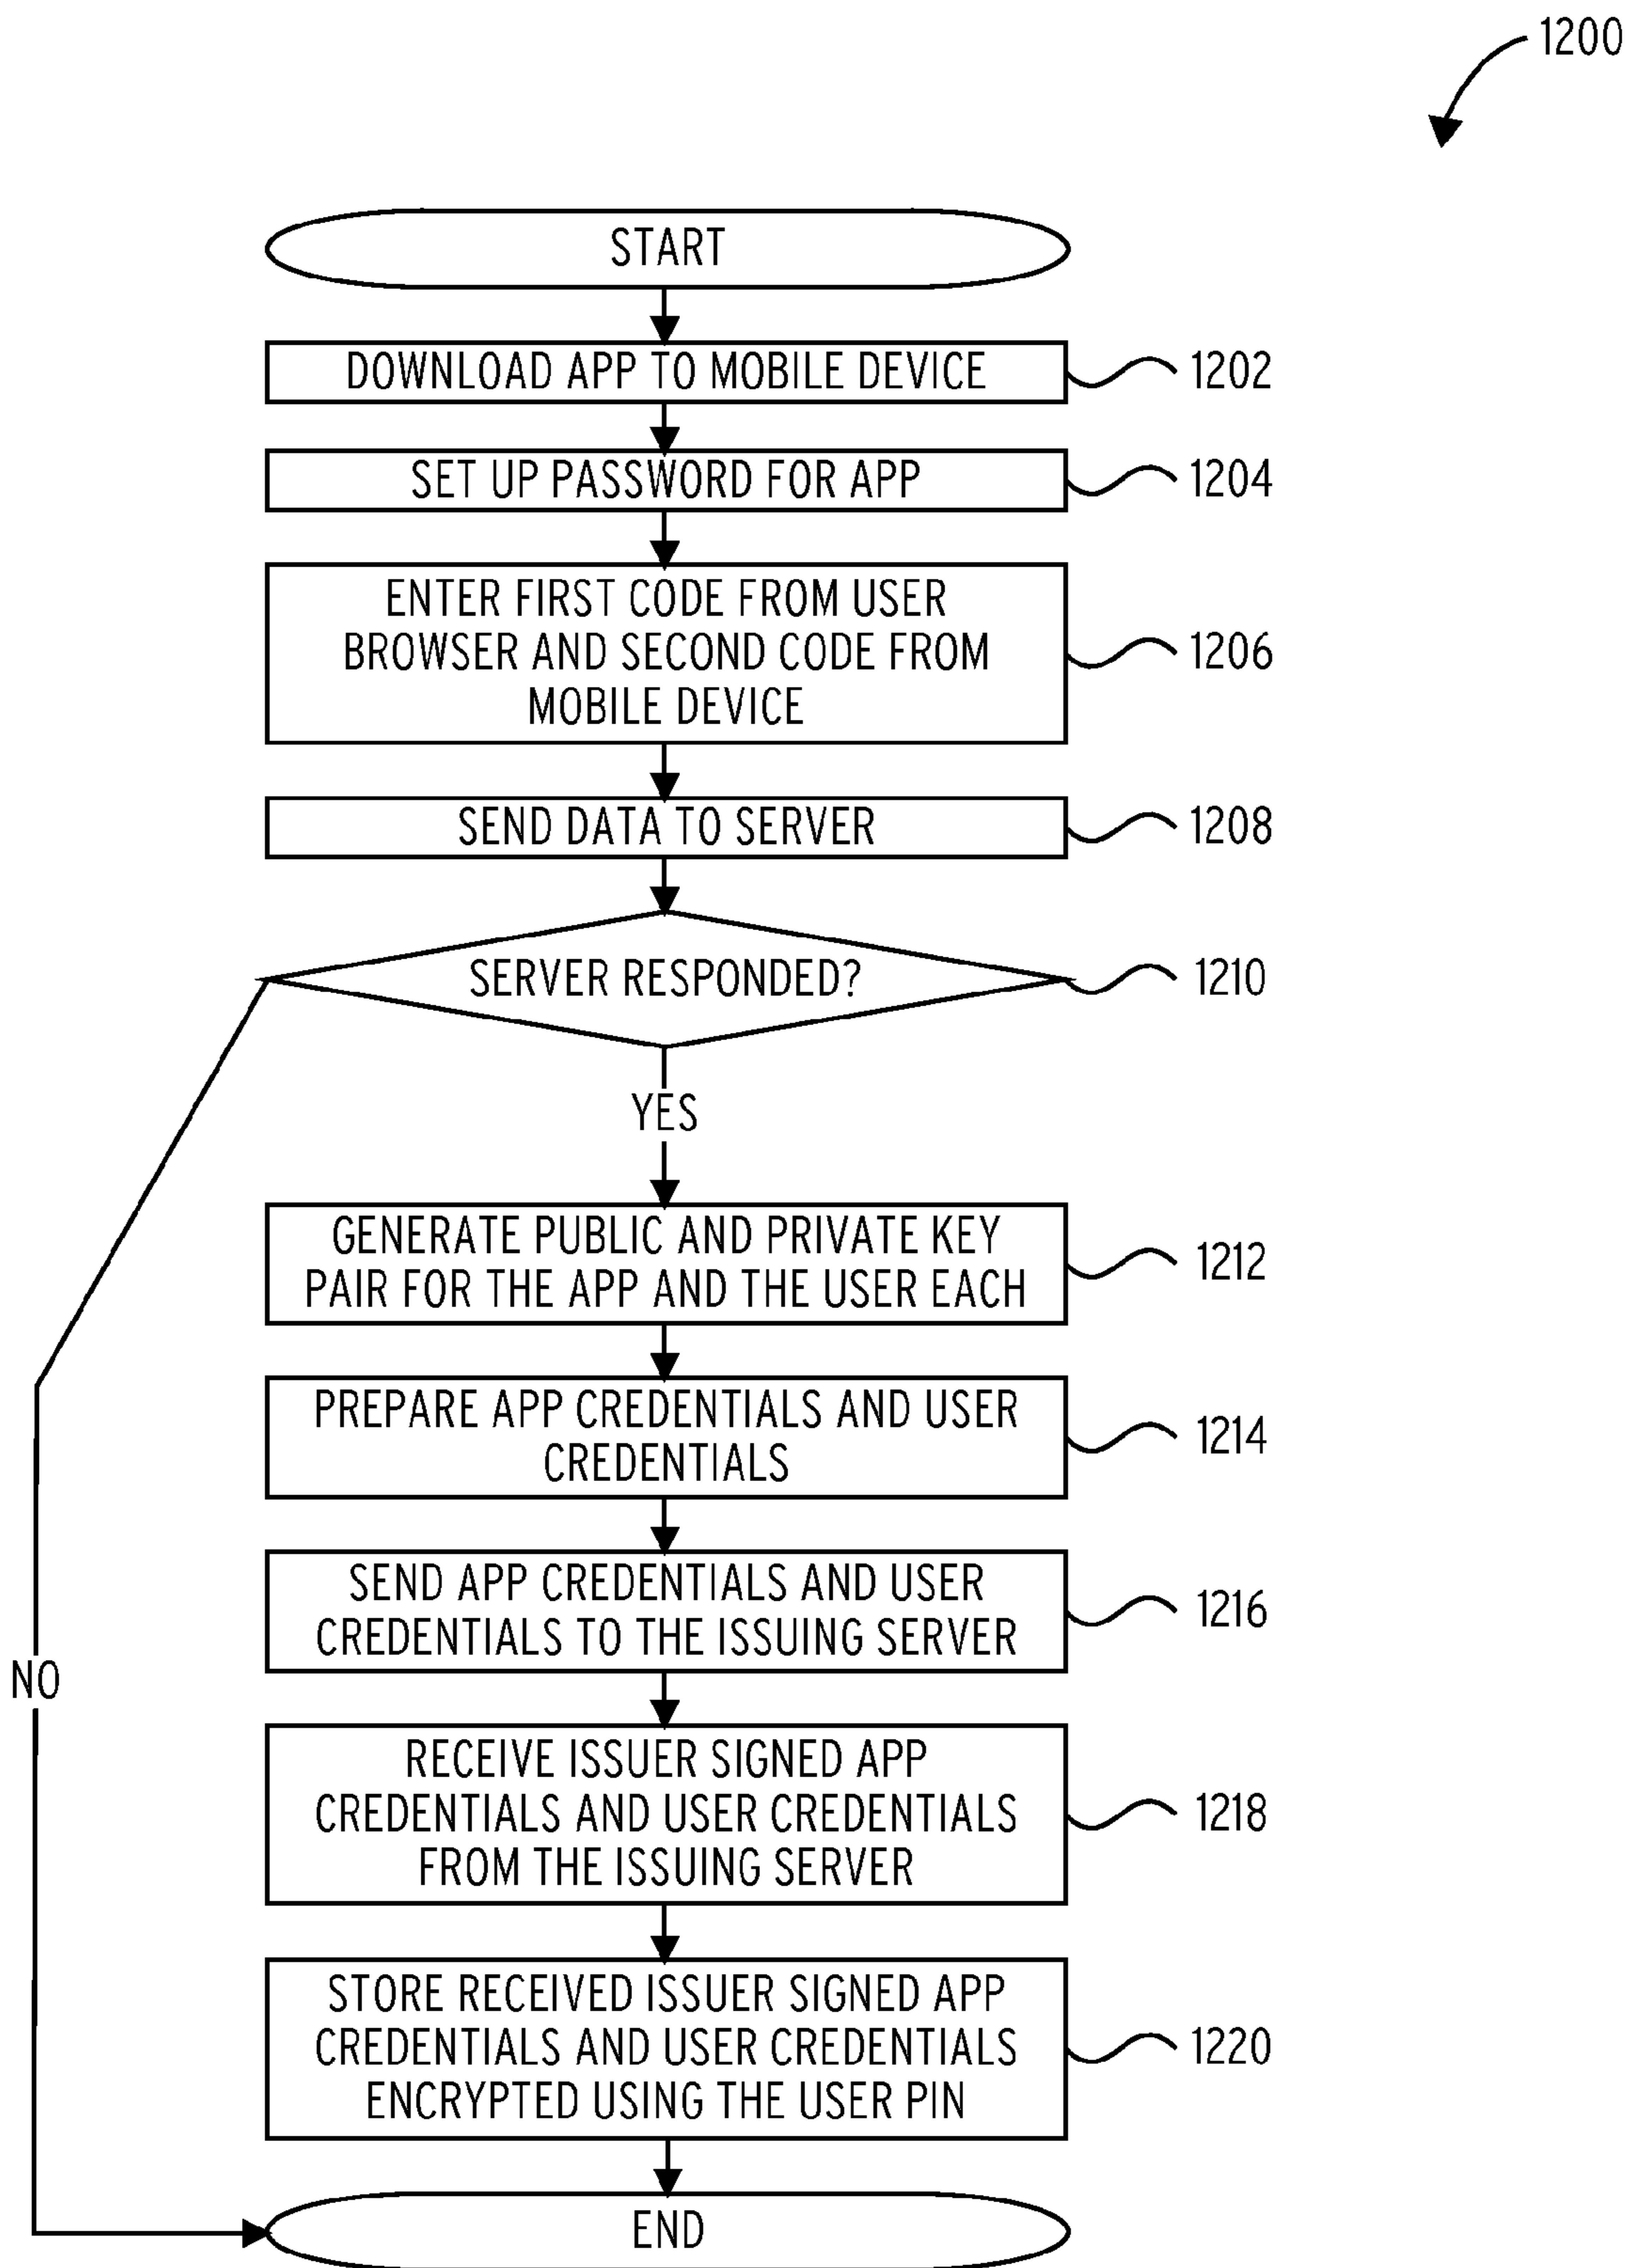 1200
START
DOWNLOAD APP TO MOBILE DEVICE
1202
SET UP PASSWORD FOR APP
1204
ENTER FIRST CODE FROM USER
BROWSER AND SECOND CODE FROM
MOBILE DEVICE
1206
SEND DATA TO SERVER
1208
SERVER RESPONDED?
1210
YES
GENERATE PUBLIC AND PRIVATE KEY
PAIR FOR THE APP AND THE USER EACH
1212
PREPARE APP CREDENTIALS AND USER
CREDENTIALS
1214
SEND APP CREDENTIALS AND USER
CREDENTIALS TO THE ISSUING SERVER
1216
NO
RECEIVE ISSUER SIGNED APP
CREDENTIALS AND USER CREDENTIALS
FROM THE ISSUING SERVER
1218
STORE RECEIVED ISSUER SIGNED APP
CREDENTIALS AND USER CREDENTIALS
ENCRYPTED USING THE USER PIN
1220
END